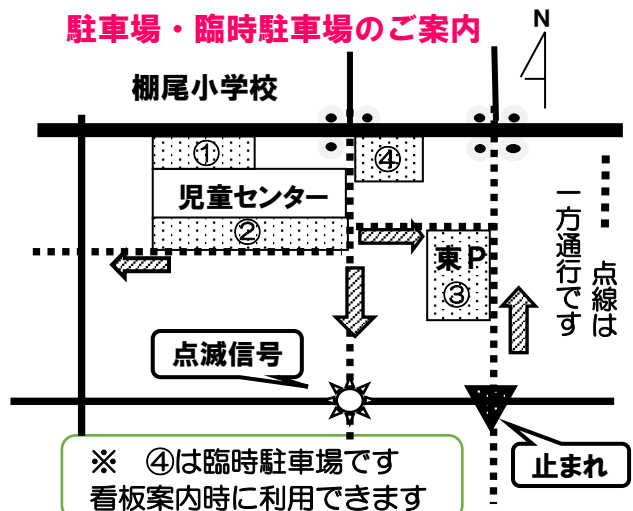 駐車場・臨時駐車場のご案内
N
棚尾小学校
①
④
児童センター
②
東P
③
点線は
一方通行です
点滅信号
止まれ
※　④は臨時駐車場です
看板案内時に利用できます